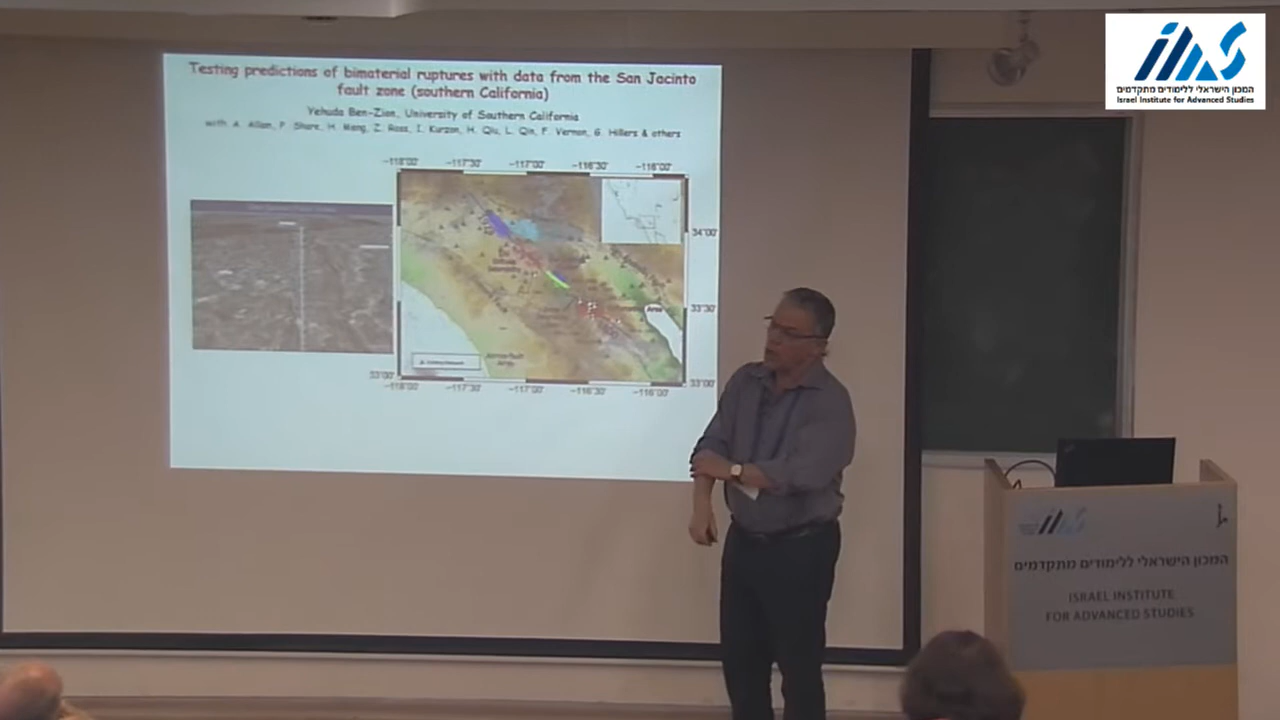 Testing predictions of bimaterial ruptures with data from the San Jacinto
fault zone (southern California)
Yehuda Ben-Zion, University of Southern California
with A. Allam, P. Share, H. Meng, Z. Ross, I. Kurzon, H. Qiu, L. Qin, F. Vernon, G. Hillers & others
-118°00' -117°30' -117°00' -116°30' -116°00'
34°00'
33°30'
33°00' 33°00'
-118°00' -117°30' -117°00' -116°30' -116°00'
Area
iias
המכון הישראלי ללימודים מתקדמים
Israel Institute for Advanced Studies
iias
המכון הישראלי ללימודים מתקדמים
ISRAEL INSTITUTE
FOR ADVANCED STUDIES